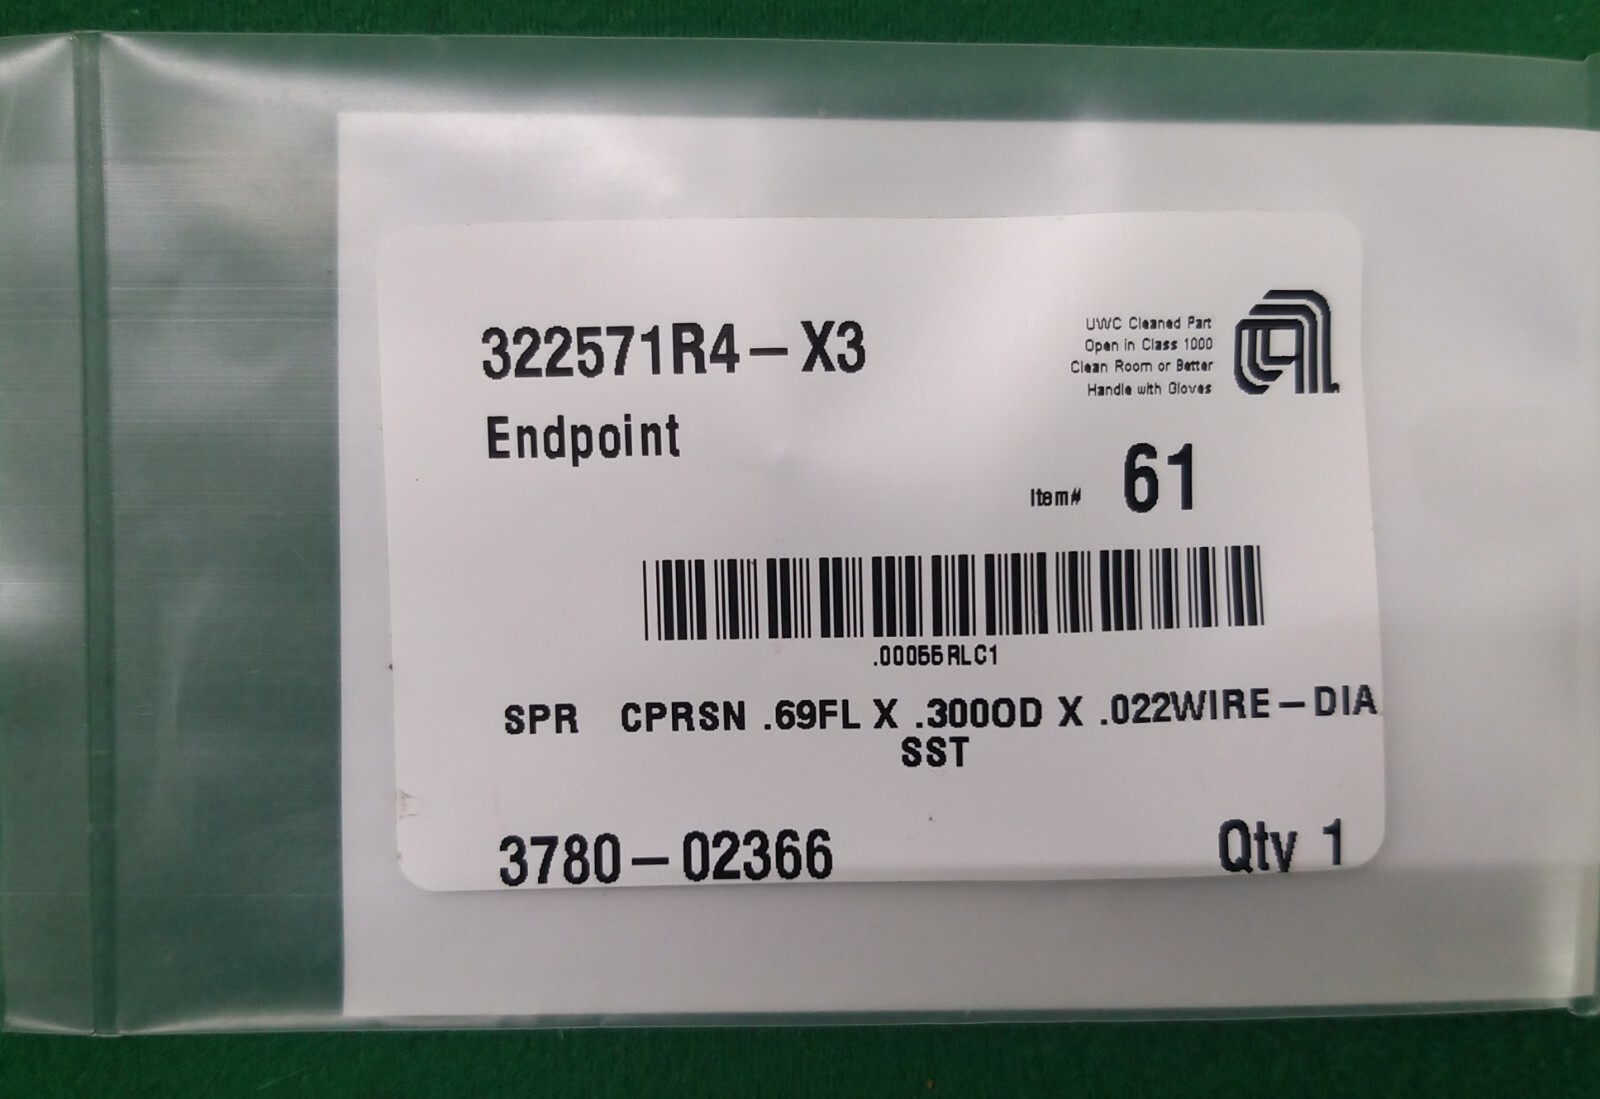 322571R4-X3
UWC Cleaned Part
Open in Class 1000
Clean Room or Better
Handle with Gloves
Endpoint
Item# 61
.00055RLC1
SPR CPRSN .69FL X .300OD X .022WIRE-DIA
SST
3780-02366 Qty 1